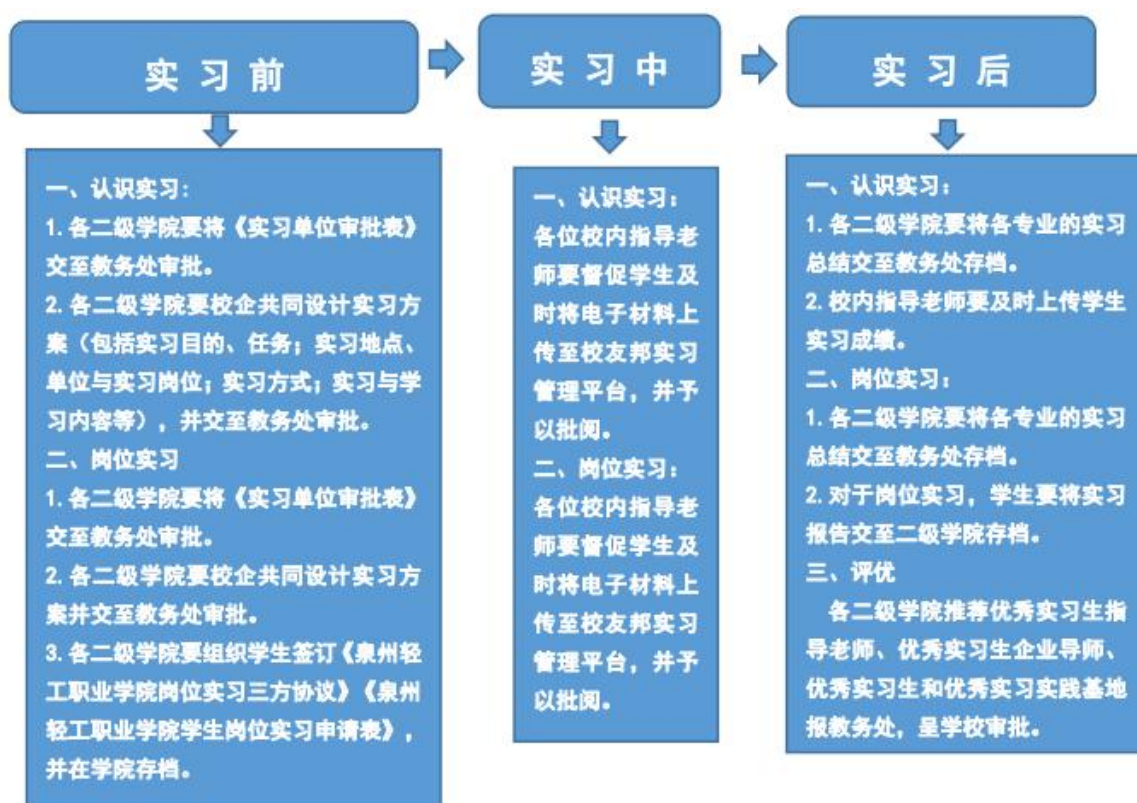 实习前
实习中
实习后
一、认识实习：
1.各二级学院要将《实习单位审批表》
交至教务处审批。
2.各二级学院要校企共同设计实习方
案（包括实习目的、任务；实习地点、
单位与实习岗位；实习方式；实习与学
习内容等），并交至教务处审批。
二、岗位实习
1.各二级学院要将《实习单位审批表》
交至教务处审批。
2.各二级学院要校企共同设计实习方
案并交至教务处审批。
3.各二级学院要组织学生签订《泉州轻
工职业学院岗位实习三方协议》《泉州
轻工职业学院学生岗位实习申请表》，
并在学院存档。
一、认识实习：
各位校内指导老
师要督促学生及
时将电子材料上
传至校友邦实习
管理平台，并予
以批阅。
二、岗位实习：
各位校内指导老
师要督促学生及
时将电子材料上
传至校友邦实习
管理平台，并予
以批阅。
一、认识实习：
1.各二级学院要将各专业的实习
总结交至教务处存档。
2.校内指导老师要及时上传学生
实习成绩。
二、岗位实习：
1.各二级学院要将各专业的实习
总结交至教务处存档。
2.对于岗位实习，学生要将实习
报告交至二级学院存档。
三、评优
各二级学院推荐优秀实习生指
导老师、优秀实习生企业导师、
优秀实习生和优秀实习实践基地
报教务处，呈学校审批。